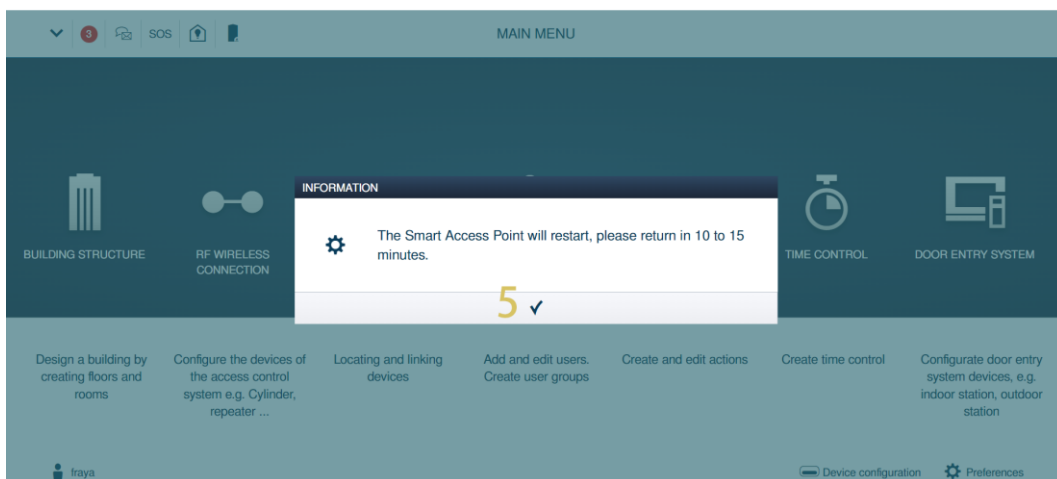 3
SOS
MAIN MENU
BUILDING STRUCTURE
RF WIRELESS
CONNECTION
TIME CONTROL
DOOR ENTRY SYSTEM
INFORMATION
The Smart Access Point will restart, please return in 10 to 15
minutes.
5
Design a building by
creating floors and
rooms
Configure the devices of
the access control
system e.g. Cylinder,
repeater ...
Locating and linking
devices
Add and edit users.
Create user groups
Create and edit actions
Create time control
Configurate door entry
system devices, e.g.
indoor station, outdoor
station
fraya
Device configuration
Preferences